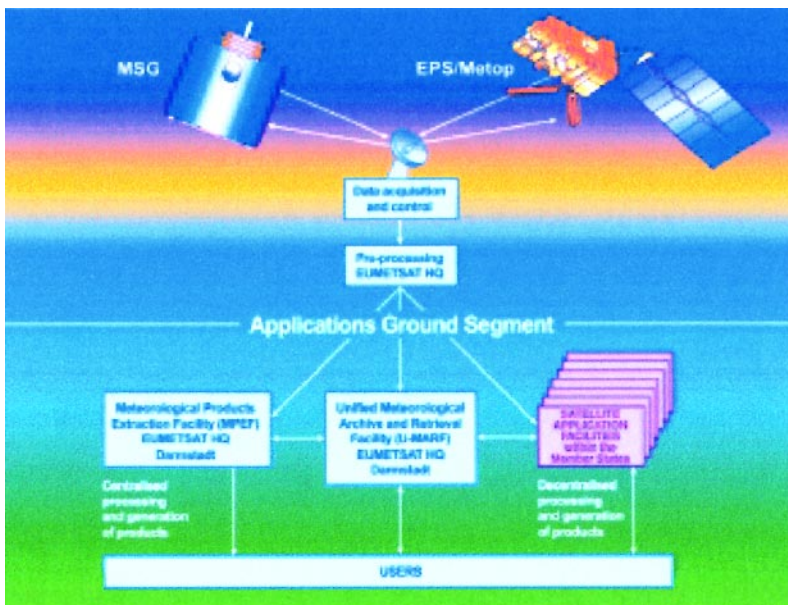 MSG
EPS/Metop
Data acquisition
and control
Pre-processing
EUMETSAT HQ
Applications Ground Segment
Meteorological Products
Extraction Facility (MPEF)
EUMETSAT HQ
Darmstadt
Unified Meteorological
Archive and Retrieval
Facility (U-MARF)
EUMETSAT HQ
Darmstadt
SATELLITE
APPLICATION
FACILITIES
within the
Member States
Centralised
processing
and generation
of products
Decentralised
processing
and generation
of products
USERS